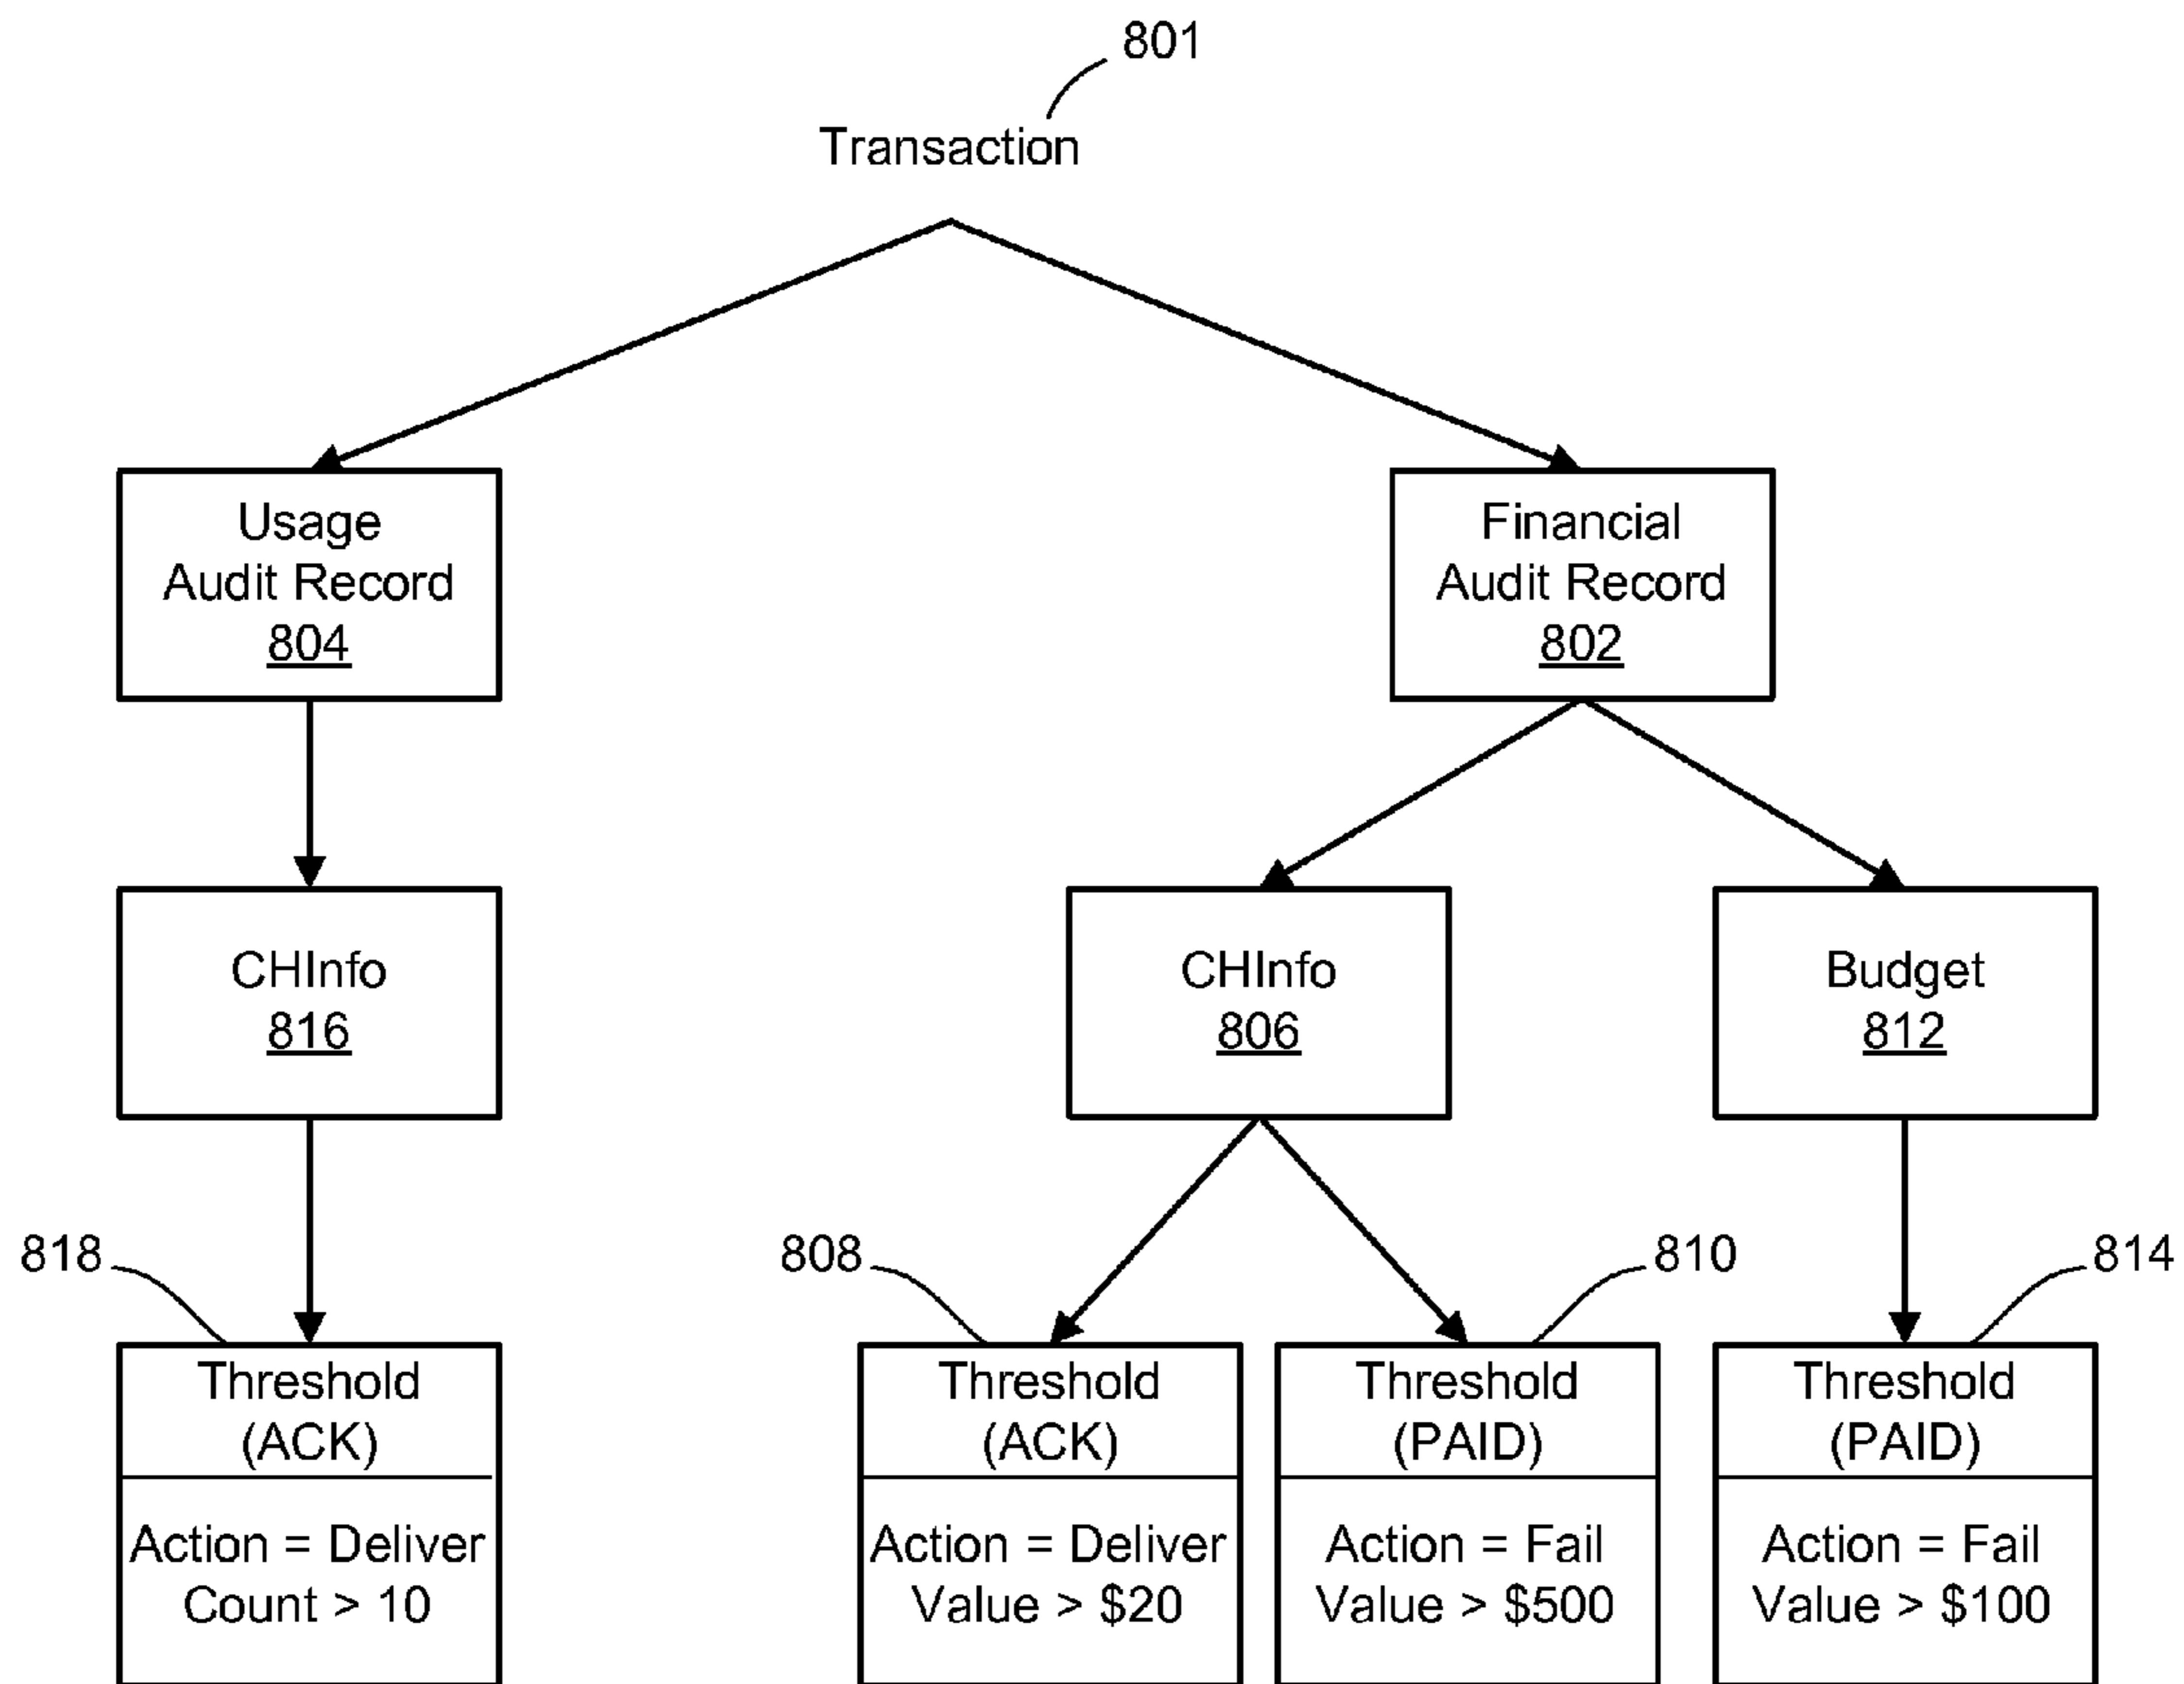 801
Transaction
Usage
Audit Record
804
Financial
Audit Record
802
CHInfo
816
CHInfo
806
Budget
812
818
808
810
814
Threshold
(ACK)
Action = Deliver
Count > 10
Threshold
(ACK)
Action = Deliver
Value > $20
Threshold
(PAID)
Action = Fail
Value > $500
Threshold
(PAID)
Action = Fail
Value > $100